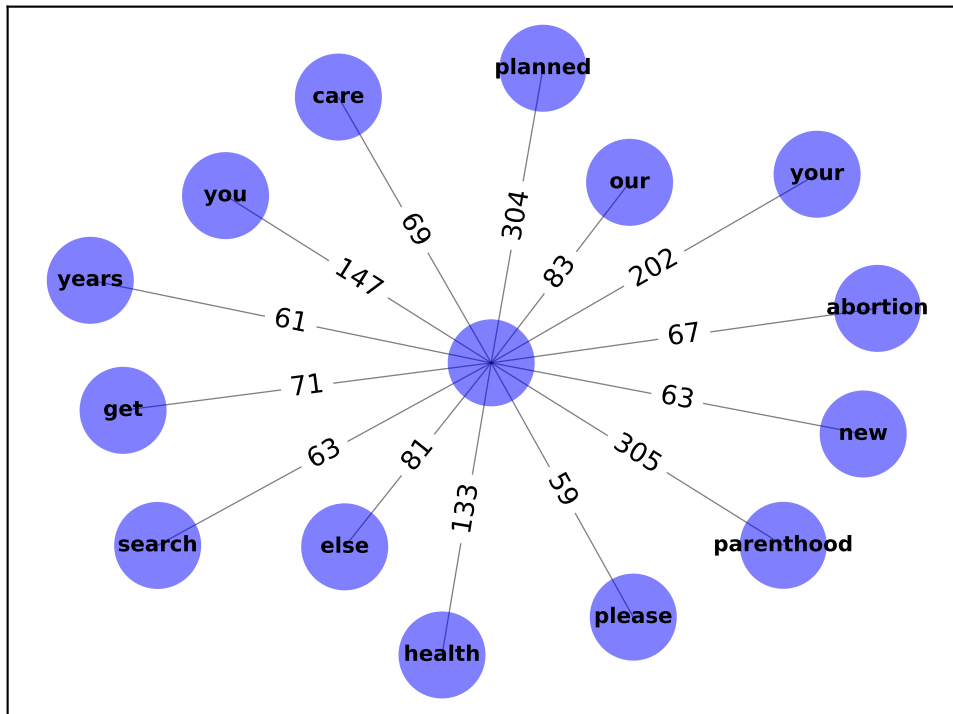 planned
care
our
your
you
304
69
83
202
147
years
abortion
61
67
71
63
get
new
63
81
305
133
59
search
else
parenthood
please
health